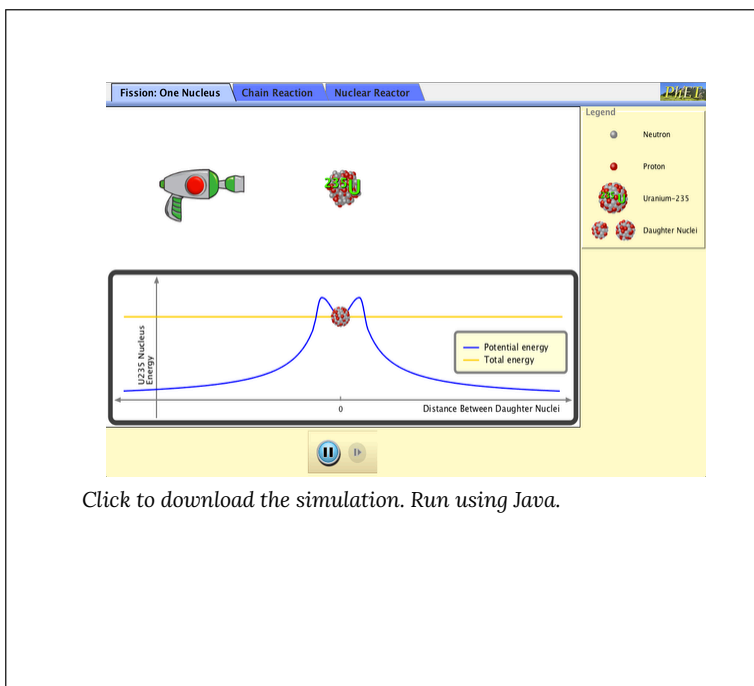 Fission: One Nucleus
Chain Reaction
Nuclear Reactor
PhET
Legend
Neutron
Proton
Uranium-235
Daughter Nuclei
235U
U235 Nucleus
Energy
Potential energy
Total energy
0
Distance Between Daughter Nuclei
Click to download the simulation. Run using Java.